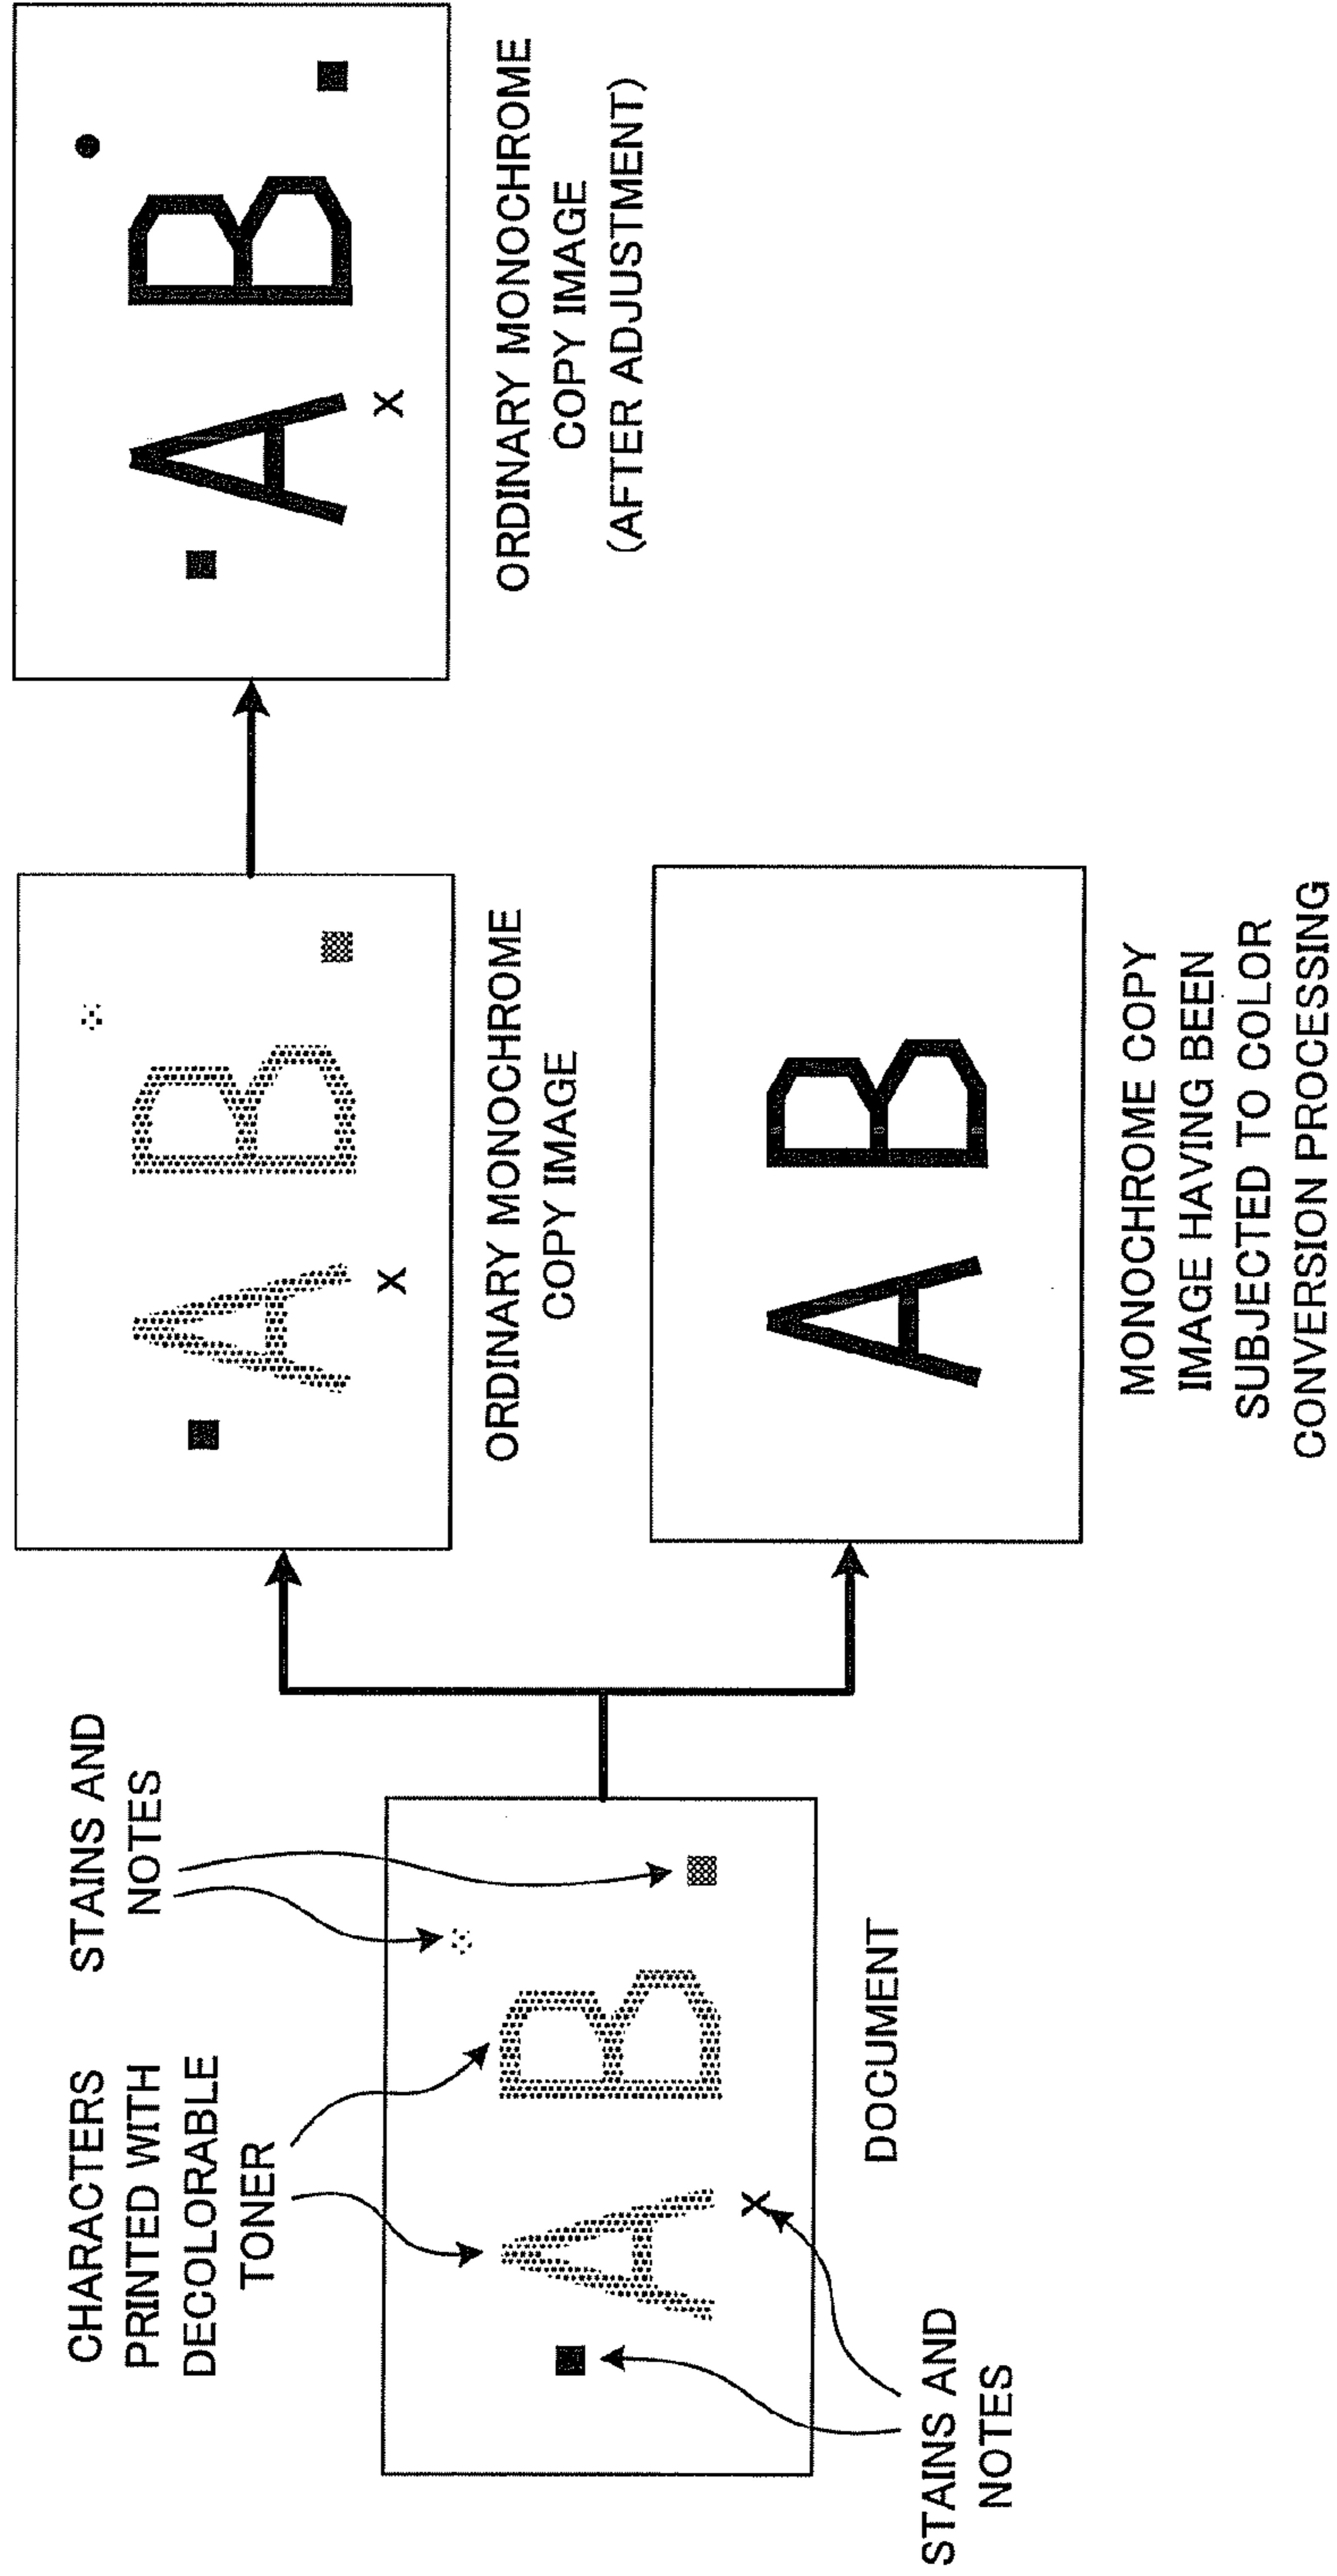 CHARACTERS
PRINTED WITH
DECOLORABLE
TONER
STAINS AND
NOTES
A B
X
STAINS AND
NOTES
DOCUMENT
A B
X
ORDINARY MONOCHROME
COPY IMAGE
A B
X
ORDINARY MONOCHROME
COPY IMAGE
(AFTER ADJUSTMENT)
A B
MONOCHROME COPY
IMAGE HAVING BEEN
SUBJECTED TO COLOR
CONVERSION PROCESSING